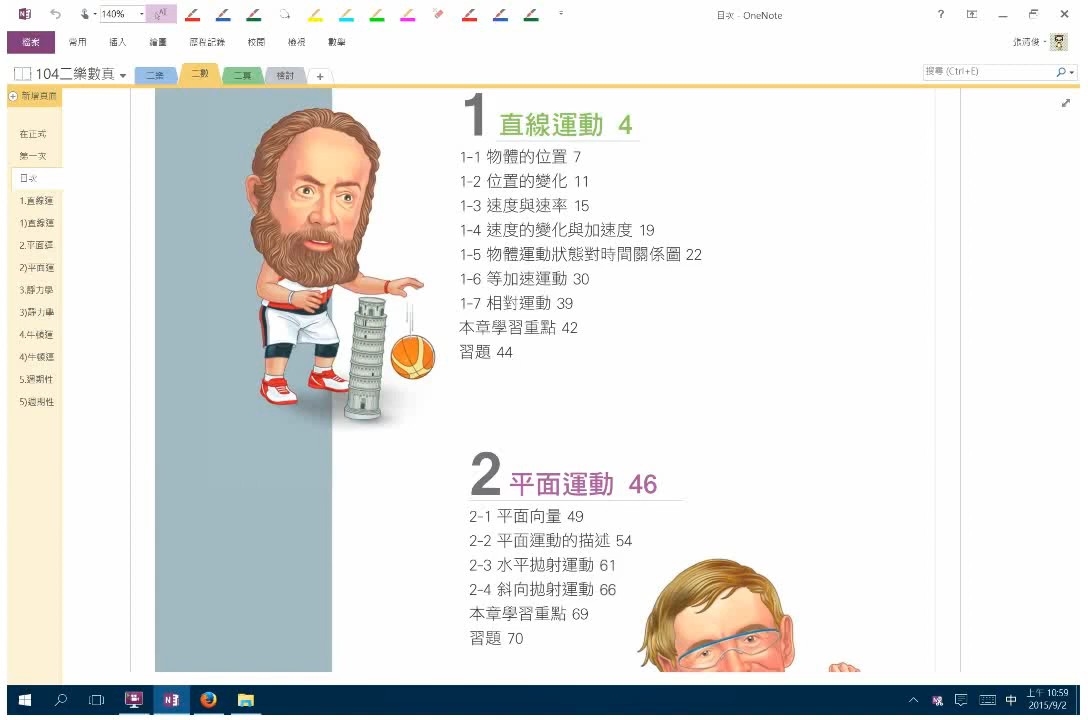 140%
目次 - OneNote
檔案 常用 插入 繪圖 歷程記錄 校閱 檢視 數學
張清俊
104二樂數真
二樂 二數 二真 檢討
搜尋 (Ctrl+E)
新增頁面
在正式
第一次
目次
1.直線運
1)直線運
2.平面運
2)平面運
3.靜力學
3)靜力學
4.牛頓運
4)牛頓運
5.週期性
5)週期性
1 直線運動 4
1-1 物體的位置 7
1-2 位置的變化 11
1-3 速度與速率 15
1-4 速度的變化與加速度 19
1-5 物體運動狀態對時間關係圖 22
1-6 等加速運動 30
1-7 相對運動 39
本章學習重點 42
習題 44
2 平面運動 46
2-1 平面向量 49
2-2 平面運動的描述 54
2-3 水平拋射運動 61
2-4 斜向拋射運動 66
本章學習重點 69
習題 70
中
上午 10:59
2015/9/2